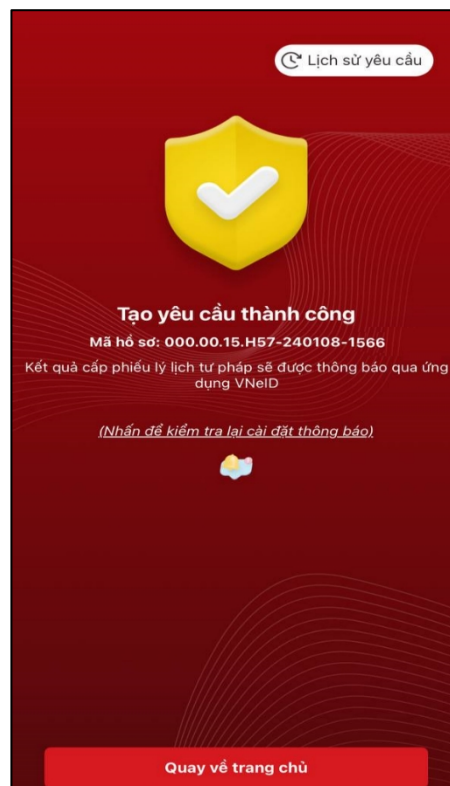 Lịch sử yêu cầu
Tạo yêu cầu thành công
Mã hồ sơ: 000.00.15.H57-240108-1566
Kết quả cấp phiếu lý lịch tư pháp sẽ được thông báo qua ứng
dụng VNeID
(Nhấn để kiểm tra lại cài đặt thông báo)
Quay về trang chủ